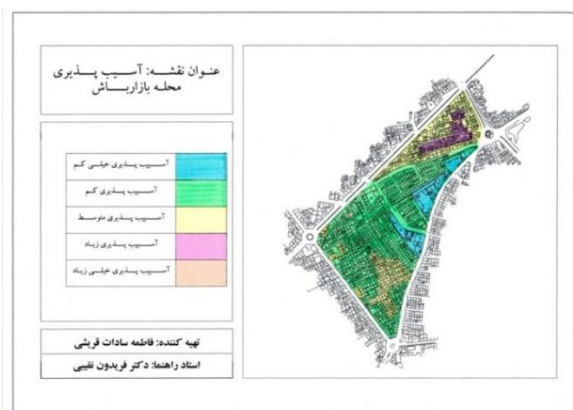 عنوان نقشه: آسیب پذیری
محله بازارباش
آسیب پذیری خیلی کم
آسیب پذیری کم
آسیب پذیری متوسط
آسیب پذیری زیاد
آسیب پذیری خیلی زیاد
تهیه کننده: فاطمه سادات قریشی
استاد راهنما: دکتر فریدون نقیبی